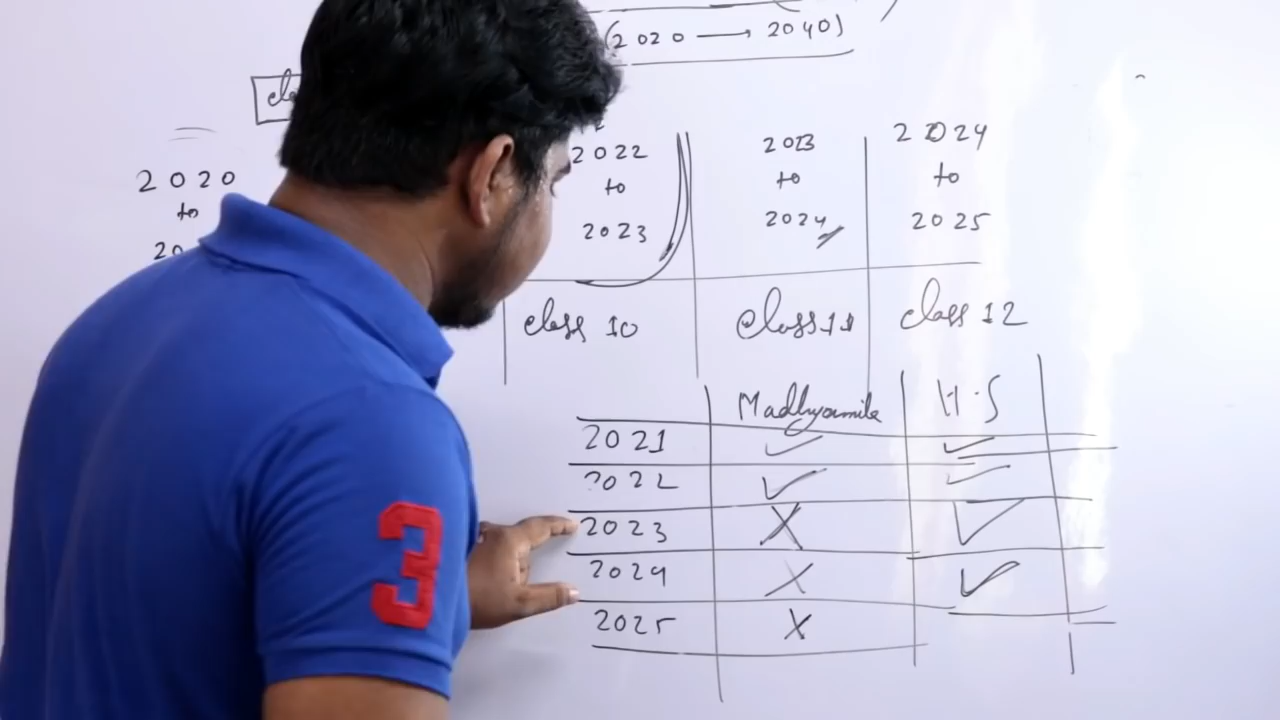 (2020 → 2040)
2020 2022 2023 2024
to to to to
2023 2024 2025
class 10 class 11 class 12
Madhyamik H.S
2021 ✓ ✓
2022 ✓ ✓
2023 X ✓
2024 X ✓
2025 X
3